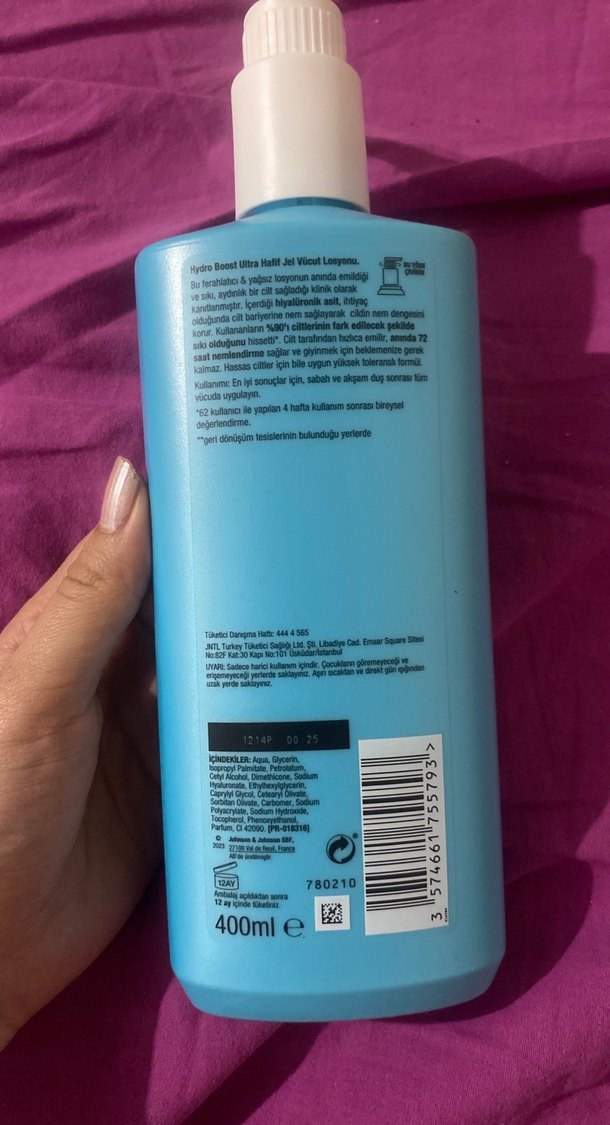 Hydro Boost Ultra Hafif Jel Vücut Losyonu.
BU YÖNE
ÇEVİRİN
Bu ferahlatıcı & yağsız losyonun anında emildiği
ve sıkı, aydınlık bir cilt sağladığı klinik olarak
kanıtlanmıştır. İçerdiği hiyalüronik asit, ihtiyaç
olduğunda cilt bariyerine nem sağlayarak cildin nem dengesini
korur. Kullananların %90'ı ciltlerinin fark edilecek şekilde
sıkı olduğunu hissetti*. Cilt tarafından hızlıca emilir, anında 72
saat nemlendirme sağlar ve giyinmek için beklemenize gerek
kalmaz. Hassas ciltler için bile uygun yüksek toleranslı formül.
Kullanımı: En iyi sonuçlar için, sabah ve akşam duş sonrası tüm
vücuda uygulayın.
*62 kullanıcı ile yapılan 4 hafta kullanım sonrası bireysel
değerlendirme.
**geri dönüşüm tesislerinin bulunduğu yerlerde
Tüketici Danışma Hattı: 444 4 565
JNTL Turkey Tüketici Sağlığı Ltd. Şti. Libadiye Cad. Emaar Square Sitesi
No:82F Kat:30 Kapı No:101 Üsküdar/İstanbul
UYARI: Sadece harici kullanım içindir. Çocukların göremeyeceği ve
erişemeyeceği yerlerde saklayınız. Aşırı sıcaktan ve direkt gün ışığından
uzak yerde saklayınız.
1214P 00 25
İÇİNDEKİLER: Aqua, Glycerin,
Isopropyl Palmitate, Petrolatum,
Cetyl Alcohol, Dimethicone, Sodium
Hyaluronate, Ethylhexylglycerin,
Caprylyl Glycol, Cetearyl Olivate,
Sorbitan Olivate, Carbomer, Sodium
Polyacrylate, Sodium Hydroxide,
Tocopherol, Phenoxyethanol,
Parfum, CI 42090. [PR-018316]
© 2023 Johnson & Johnson SBF,
27100 Val de Reuil, France
AB'de üretilmiştir.
12AY
Ambalaj açıldıktan sonra
12 ay içinde tüketiniz.
780210
400ml e
3 574661 755793 >